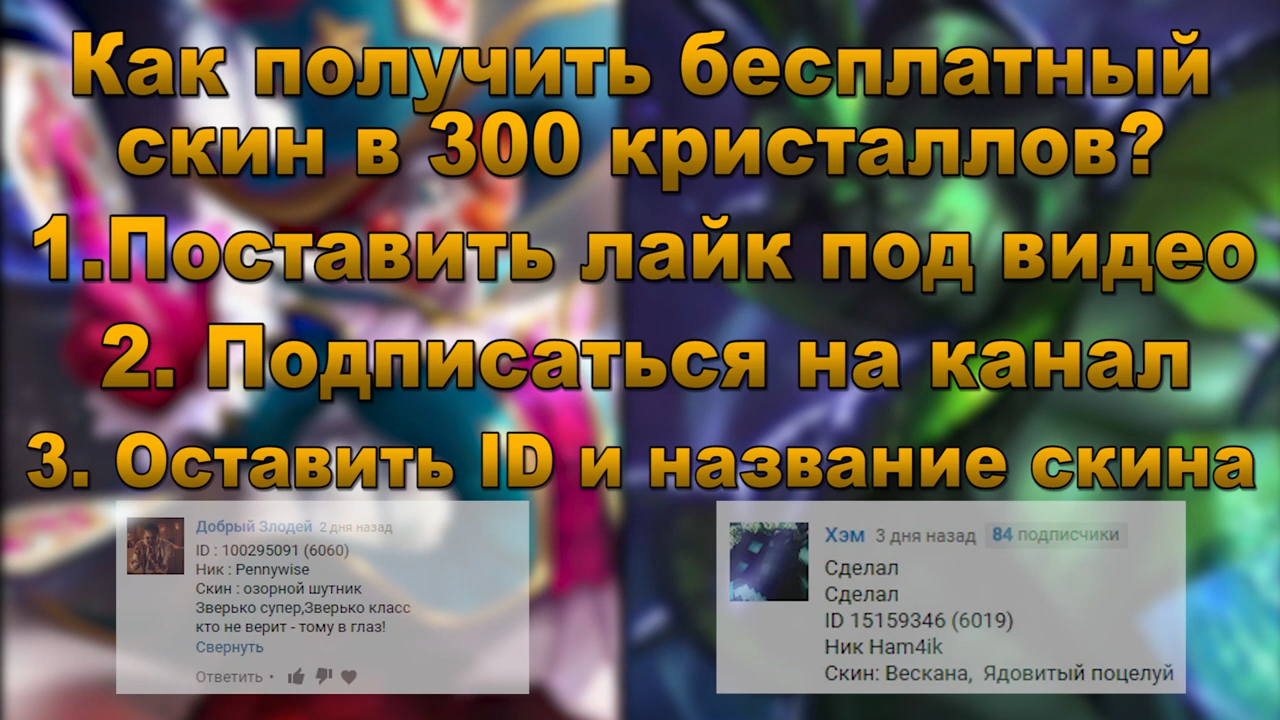 Как получить бесплатный
скин в 300 кристаллов?
1.Поставить лайк под видео
2. Подписаться на канал
3. Оставить ID и название скина
Добрый Злодей 2 дня назад
ID : 100295091 (6060)
Ник : Pennywise
Скин : озорной шутник
Зверько супер,Зверько класс
кто не верит - тому в глаз!
Свернуть
Ответить •
Хэм 3 дня назад 84 подписчики
Сделал
Сделал
ID 15159346 (6019)
Ник Ham4ik
Скин: Вескана, Ядовитый поцелуй